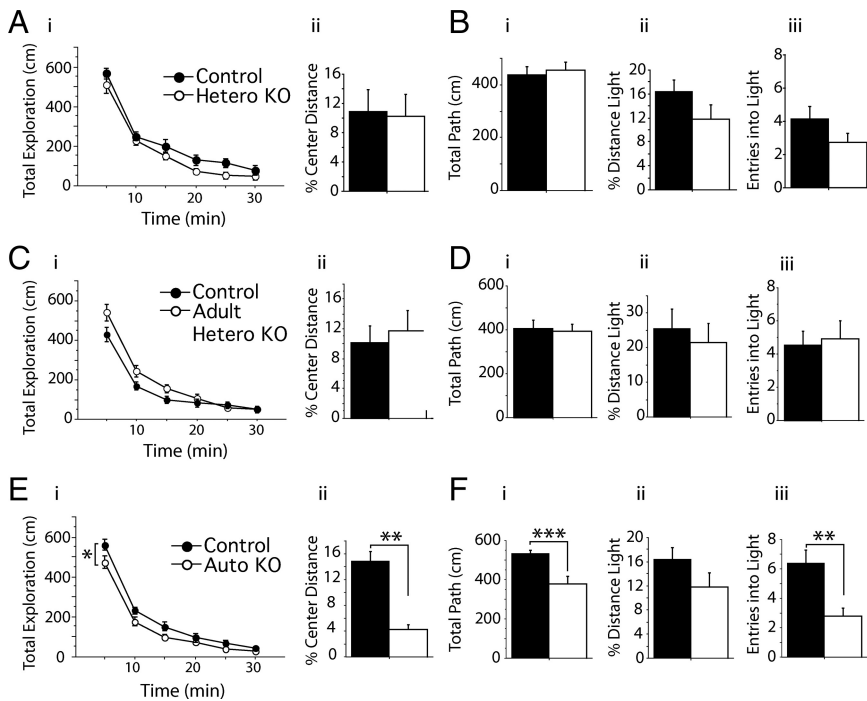 A
i
Total Exploration (cm)
600
400
200
0
Control
Hetero KO
10
20
30
Time (min)
ii
% Center Distance
16
12
8
4
0
B
i
Total Path (cm)
400
200
0
ii
% Distance Light
20
16
12
8
4
0
iii
Entries into Light
8
6
4
2
0
C
i
Total Exploration (cm)
600
400
200
0
Control
Adult
Hetero KO
10
20
30
Time (min)
ii
% Center Distance
16
12
8
4
0
D
i
Total Path (cm)
600
400
600
0
ii
% Distance Light
30
20
10
0
iii
Entries into Light
8
6
4
2
0
E
i
Total Exploration (cm)
600
400
200
0
*
Control
Auto KO
10
20
30
Time (min)
ii
% Center Distance
16
12
8
4
0
**
F
i
Total Path (cm)
600
400
600
0
***
ii
% Distance Light
20
16
12
8
4
0
iii
Entries into Light
8
6
4
2
0
**